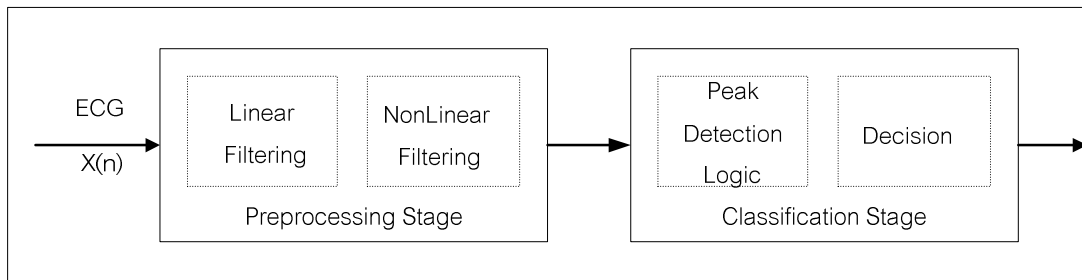 ECG
X(n)
Linear
Filtering
NonLinear
Filtering
Preprocessing Stage
Peak
Detection
Logic
Decision
Classification Stage